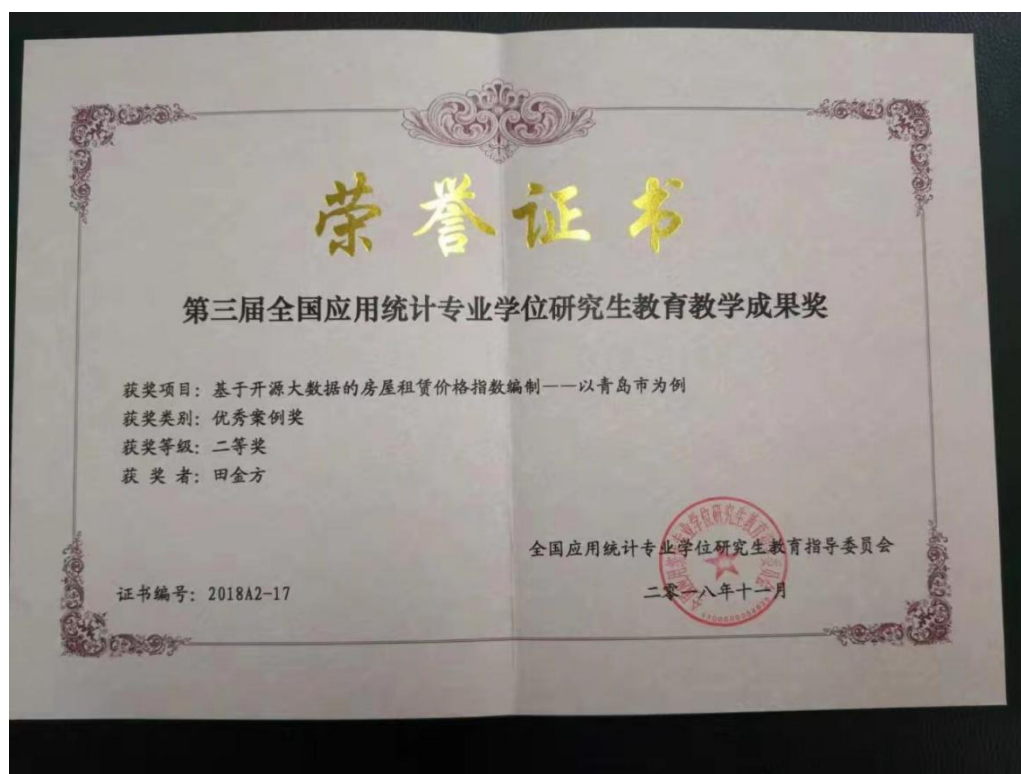 荣誉证书
第三届全国应用统计专业学位研究生教育教学成果奖
获奖项目：基于开源大数据的房屋租赁价格指数编制——以青岛市为例
获奖类别：优秀案例奖
获奖等级：二等奖
获 奖 者：田金方
全国应用统计专业学位研究生教育指导委员会
证书编号：2018A2-17
二零一八年十一月